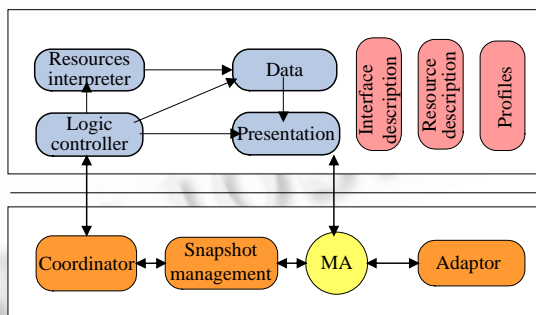 Resources
interpreter
Data
Logic
controller
Presentation
Interface
description
Resource
description
Profiles
Coordinator
Snapshot
management
MA
Adaptor